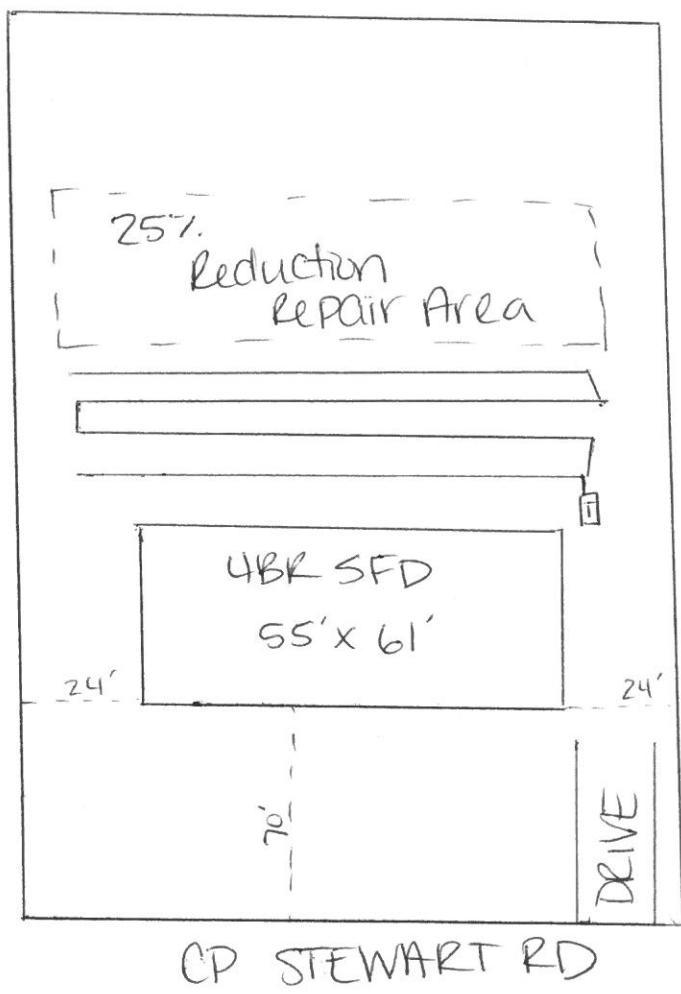 25%
Reduction
Repair Area
4BR SFD
55' x 61'
24'
24'
70'
DRIVE
CP STEWART RD